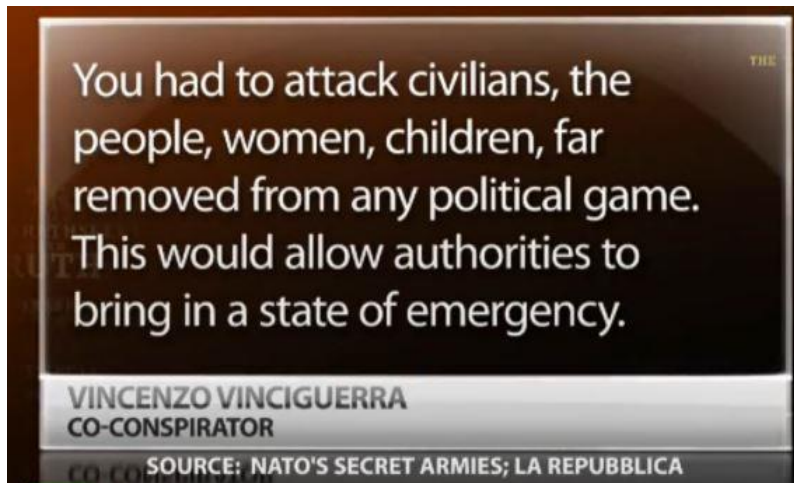 THE
You had to attack civilians, the
people, women, children, far
removed from any political game.
This would allow authorities to
bring in a state of emergency.
VINCENZO VINCIGUERRA
CO-CONSPIRATOR
SOURCE: NATO'S SECRET ARMIES; LA REPUBBLICA